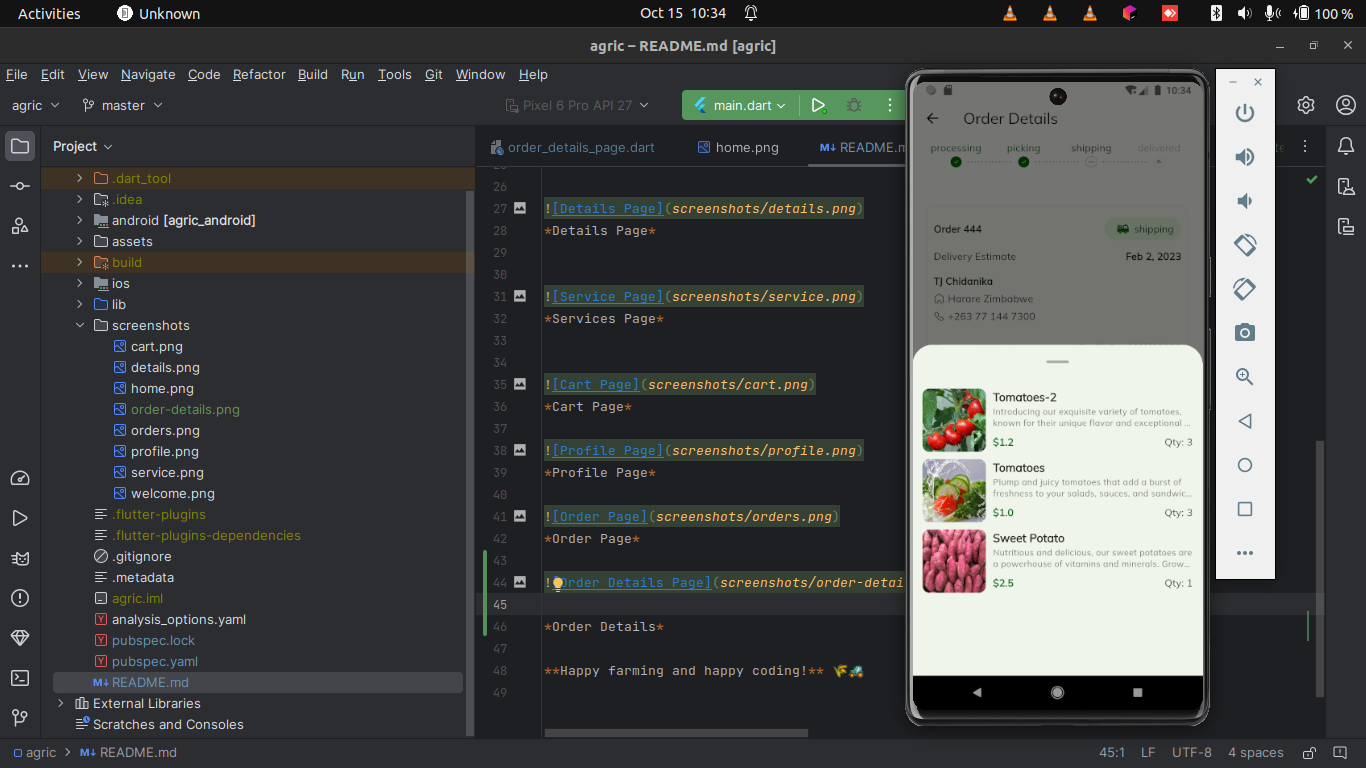 Activities
Unknown
Oct 15 10:34
100 %
agric – README.md [agric]
File Edit View Navigate Code Refactor Build Run Tools Git Window Help
agric
master
Pixel 6 Pro API 27
main.dart
Project
.dart_tool
.idea
android [agric_android]
assets
build
ios
lib
screenshots
cart.png
details.png
home.png
order-details.png
orders.png
profile.png
service.png
welcome.png
.flutter-plugins
.flutter-plugins-dependencies
.gitignore
.metadata
agric.iml
analysis_options.yaml
pubspec.lock
pubspec.yaml
README.md
External Libraries
Scratches and Consoles
order_details_page.dart
home.png
README.m
26
27 ![Details Page](screenshots/details.png)
28 *Details Page*
29
30
31 ![Service Page](screenshots/service.png)
32 *Services Page*
33
34
35 ![Cart Page](screenshots/cart.png)
36 *Cart Page*
37
38 ![Profile Page](screenshots/profile.png)
39 *Profile Page*
40
41 ![Order Page](screenshots/orders.png)
42 *Order Page*
43
44 ![Order Details Page](screenshots/order-detai
45
46 *Order Details*
47
48 **Happy farming and happy coding!** 🌾🚜
49
10:34
Order Details
processing picking shipping delivered
Order 444
shipping
Delivery Estimate Feb 2, 2023
TJ Chidanika
Harare Zimbabwe
+263 77 144 7300
Tomatoes-2
Introducing our exquisite variety of tomatoes,
known for their unique flavor and exceptional ...
$1.2 Qty: 3
Tomatoes
Plump and juicy tomatoes that add a burst of
freshness to your salads, sauces, and sandwic...
$1.0 Qty: 3
Sweet Potato
Nutritious and delicious, our sweet potatoes are
a powerhouse of vitamins and minerals. Grow...
$2.5 Qty: 1
agric > README.md
45:1 LF UTF-8 4 spaces